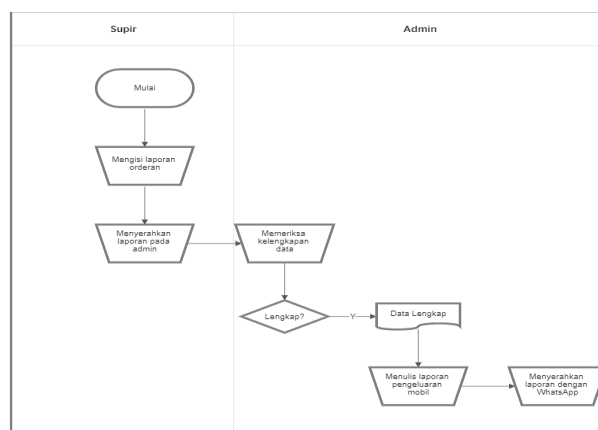 Supir
Admin
Mulai
Mengisi laporan
orderan
Menyerahkan
laporan pada
admin
Memeriksa
kelengkapan
data
Lengkap?
Y
Data Lengkap
Menulis laporan
pengeluaran
mobil
Menyerahkan
laporan dengan
WhatsApp